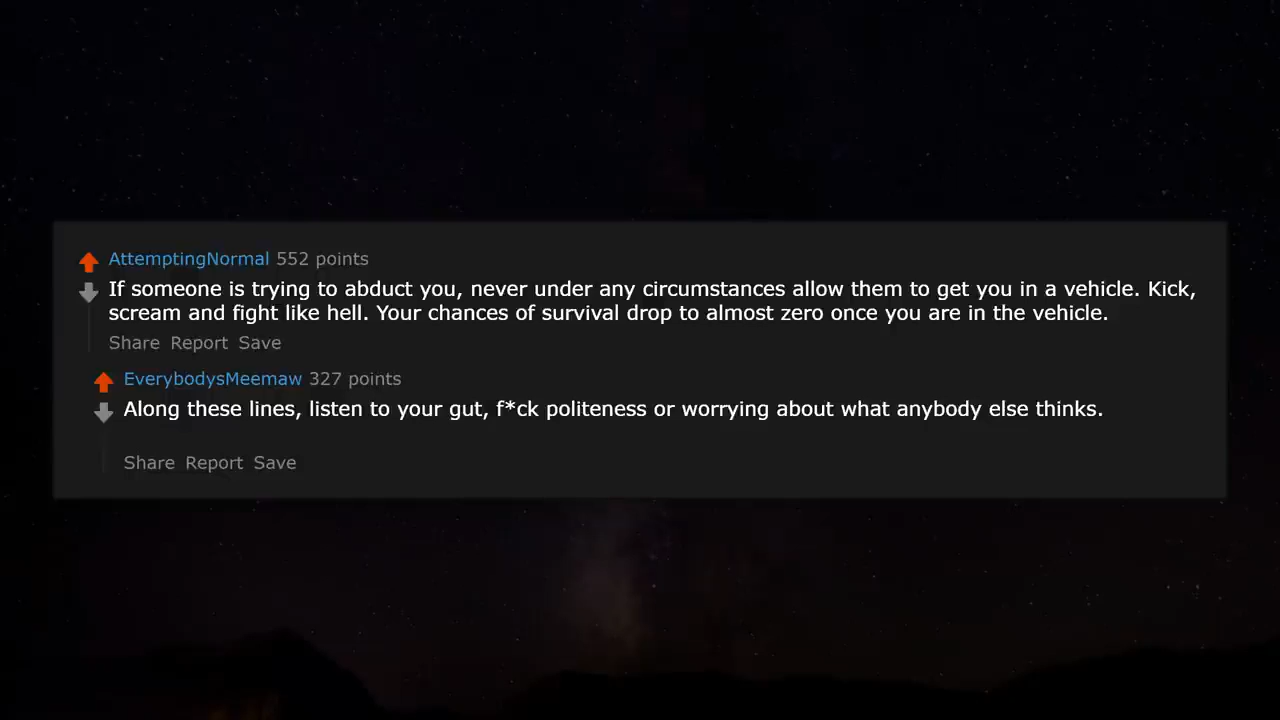 AttemptingNormal 552 points
If someone is trying to abduct you, never under any circumstances allow them to get you in a vehicle. Kick,
scream and fight like hell. Your chances of survival drop to almost zero once you are in the vehicle.
Share Report Save
EverybodysMeemaw 327 points
Along these lines, listen to your gut, f*ck politeness or worrying about what anybody else thinks.
Share Report Save